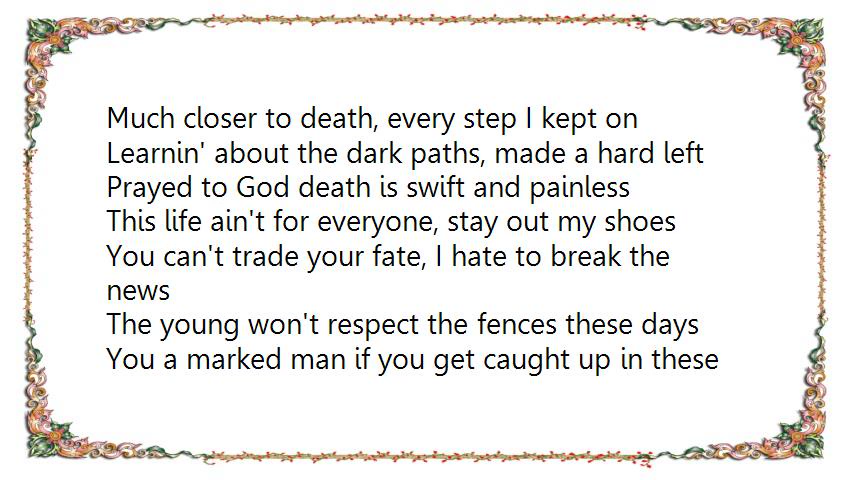 Much closer to death, every step I kept on
Learnin' about the dark paths, made a hard left
Prayed to God death is swift and painless
This life ain't for everyone, stay out my shoes
You can't trade your fate, I hate to break the
news
The young won't respect the fences these days
You a marked man if you get caught up in these